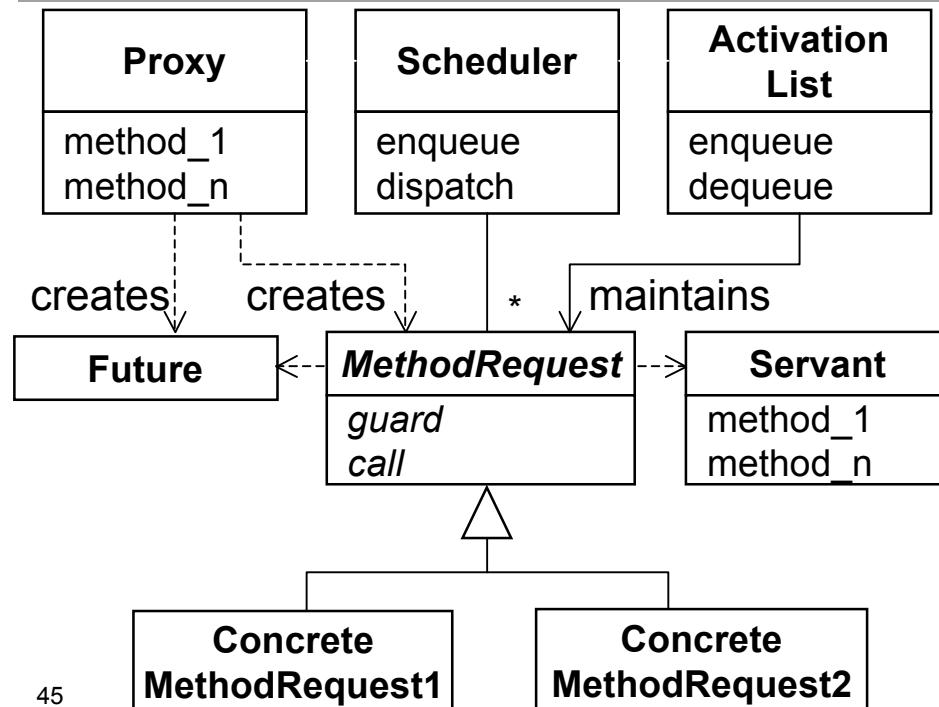 Proxy
method_1
method_n
Scheduler
enqueue
dispatch
Activation
List
enqueue
dequeue
creates
creates
*
maintains
Future
MethodRequest
guard
call
Servant
method_1
method_n
Concrete
MethodRequest1
Concrete
MethodRequest2
45